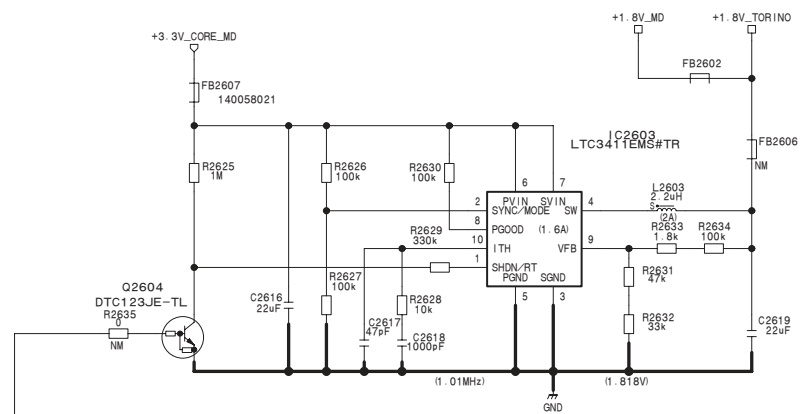 +1.8V_MD
+1.8V_TORINO
+3.3V_CORE_MD
FB2602
FB2607
140058021
IC2603
LTC3411EMS#TR
FB2606
NM
R2625
1M
R2626
100k
R2630
100k
6
7
PVIN
SVIN
L2603
2.2uH
S
(2A)
2
SYNC/MODE
SW
4
8
PGOOD
(1.6A)
R2629
330k
10
ITH
VFB
9
R2633
1.8k
R2634
100k
1
SHDN/RT
PGND
SGND
5
3
R2631
47k
Q2604
DTC123JE-TL
R2635
0
NM
C2616
22uF
R2627
100k
R2628
10k
C2617
47pF
C2618
1000pF
R2632
33k
C2619
22uF
(1.01MHz)
(1.818V)
GND